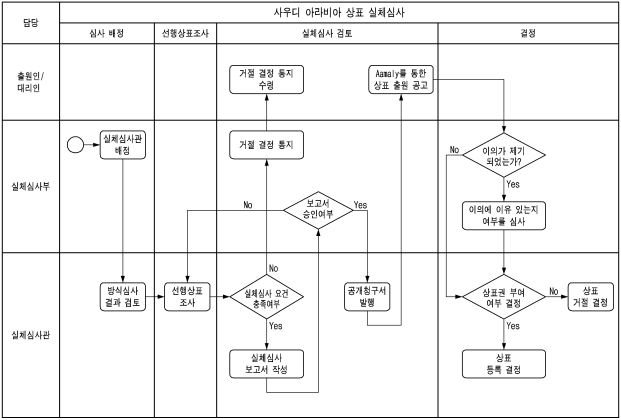 담당
사우디 아라비아 상표 실체심사
심사 배정
선행상표조사
실체심사 검토
결정
출원인/
대리인
거절 결정 통지
수령
Aamaly를 통한
상표 출원 공고
실체심사부
실체심사관
배정
거절 결정 통지
No
이의가 제기
되었는가?
Yes
보고서
승인여부
No
Yes
이의에 이유 있는지
여부를 심사
실체심사관
방식심사
결과 검토
선행상표
조사
No
실체심사 요건
충족여부
Yes
공개청구서
발행
상표권 부여
여부 결정
No
상표
거절 결정
Yes
실체심사
보고서 작성
상표
등록 결정